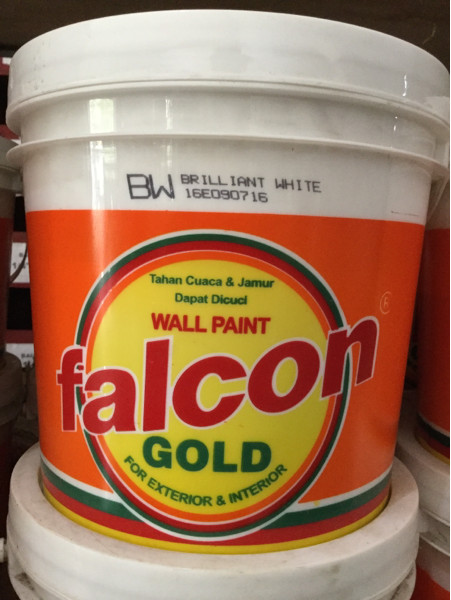 BW BRILLIANT WHITE
16E090716
Tahan Cuaca & Jamur
Dapat Dicuci
WALL PAINT
falcon
®
GOLD
FOR EXTERIOR & INTERIOR